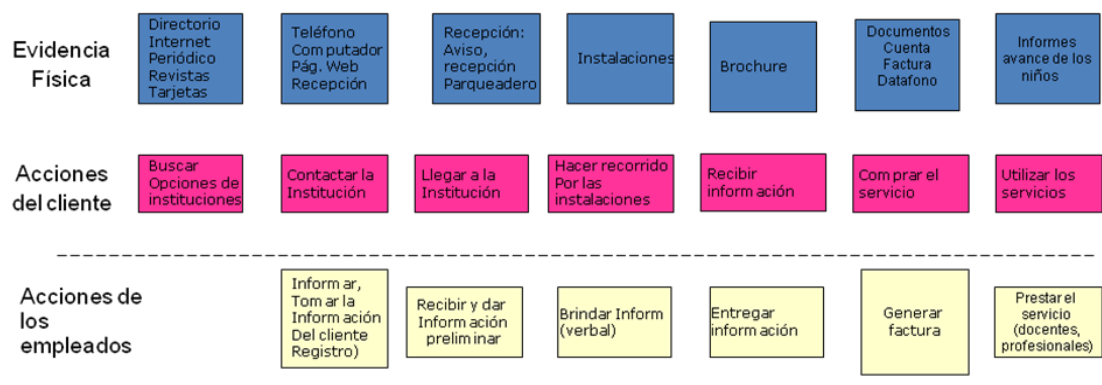 Evidencia
Física
Directorio
Internet
Periódico
Revistas
Tarjetas
Teléfono
Computador
Pág. Web
Recepción
Recepción:
Aviso,
recepción
Parqueadero
Instalaciones
Brochure
Documentos
Cuenta
Factura
Datafono
Informes
avance de los
niños
Acciones
del cliente
Buscar
Opciones de
instituciones
Contactar la
Institución
Llegar a la
Institución
Hacer recorrido
Por las
instalaciones
Recibir
información
Comprar el
servicio
Utilizar los
servicios
Acciones de
los
empleados
Informar,
Tomar la
Información
Del cliente
Registro)
Recibir y dar
Información
preliminar
Brindar Inform
(verbal)
Entregar
información
Generar
factura
Prestar el
servicio
(docentes,
profesionales)